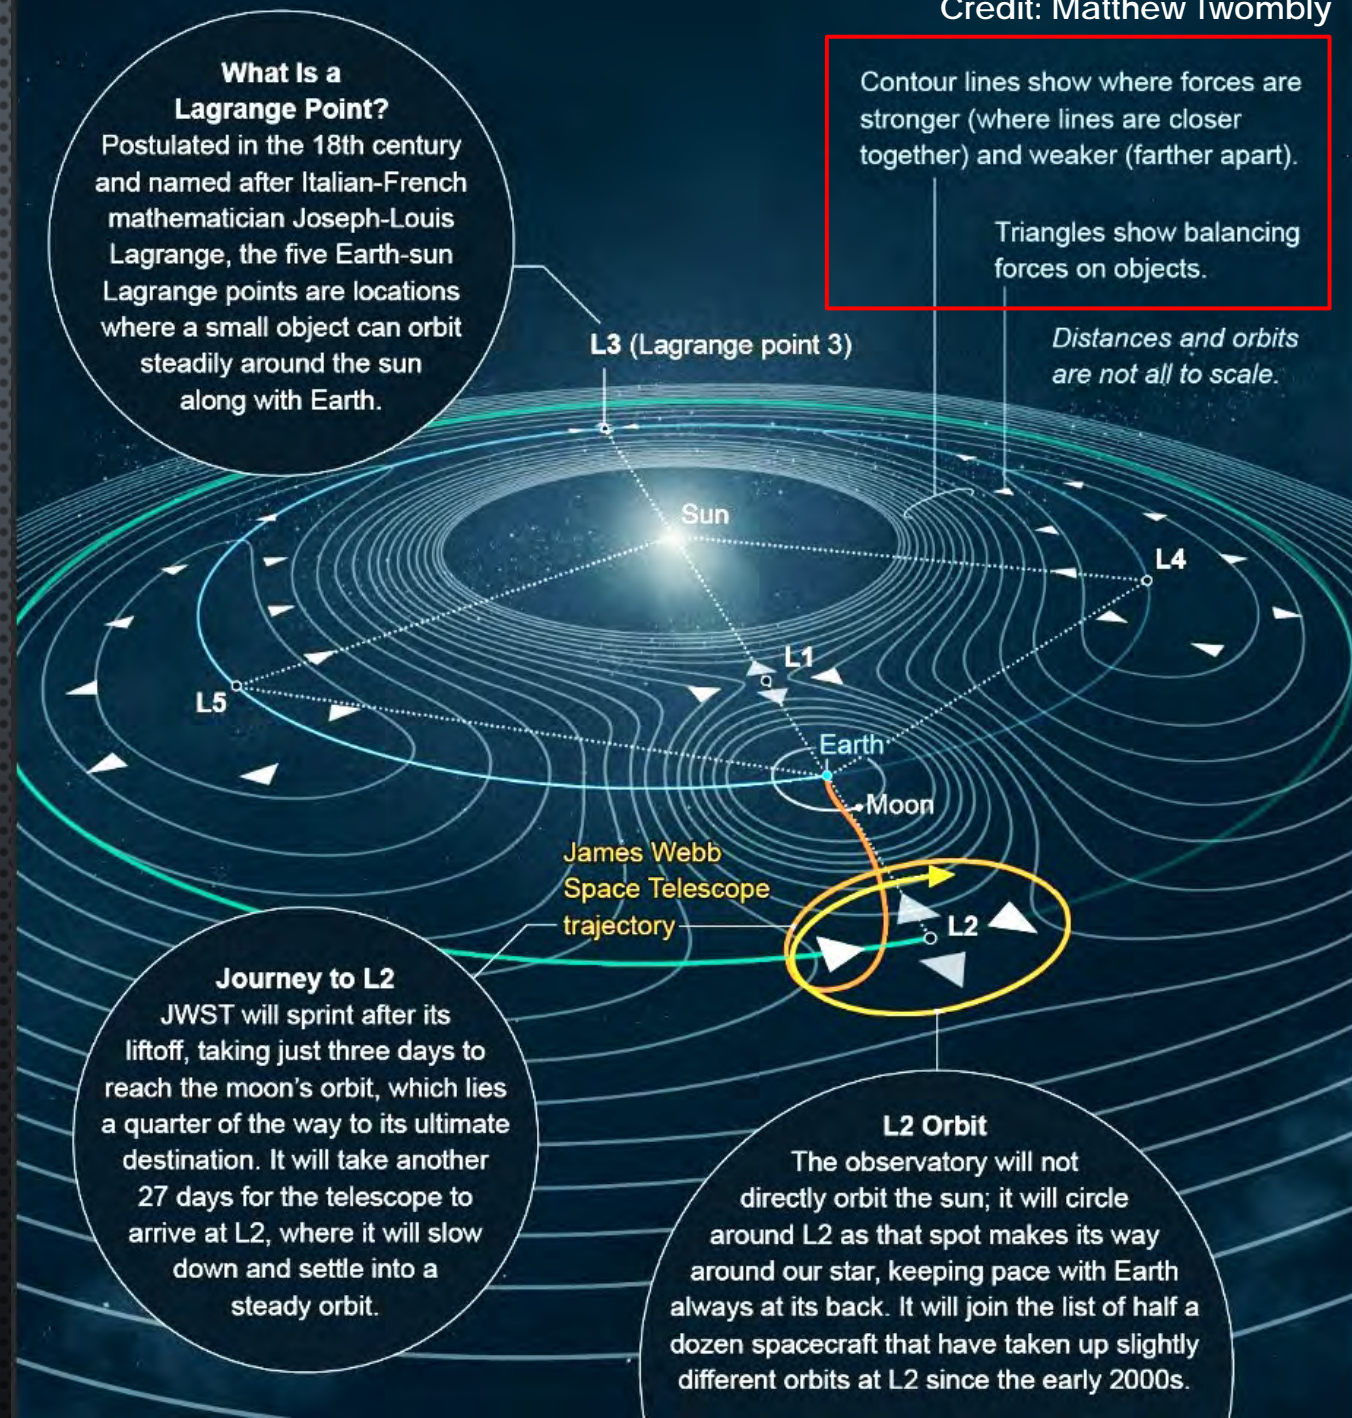 Credit: Matthew Twombly
What Is a
Lagrange Point?
Postulated in the 18th century
and named after Italian-French
mathematician Joseph-Louis
Lagrange, the five Earth-sun
Lagrange points are locations
where a small object can orbit
steadily around the sun
along with Earth.
Contour lines show where forces are
stronger (where lines are closer
together) and weaker (farther apart).
Triangles show balancing
forces on objects.
Distances and orbits
are not all to scale.
L3 (Lagrange point 3)
Sun
L4
L1
L5
Earth
Moon
James Webb
Space Telescope
trajectory
L2
Journey to L2
JWST will sprint after its
liftoff, taking just three days to
reach the moon's orbit, which lies
a quarter of the way to its ultimate
destination. It will take another
27 days for the telescope to
arrive at L2, where it will slow
down and settle into a
steady orbit.
L2 Orbit
The observatory will not
directly orbit the sun; it will circle
around L2 as that spot makes its way
around our star, keeping pace with Earth
always at its back. It will join the list of half a
dozen spacecraft that have taken up slightly
different orbits at L2 since the early 2000s.